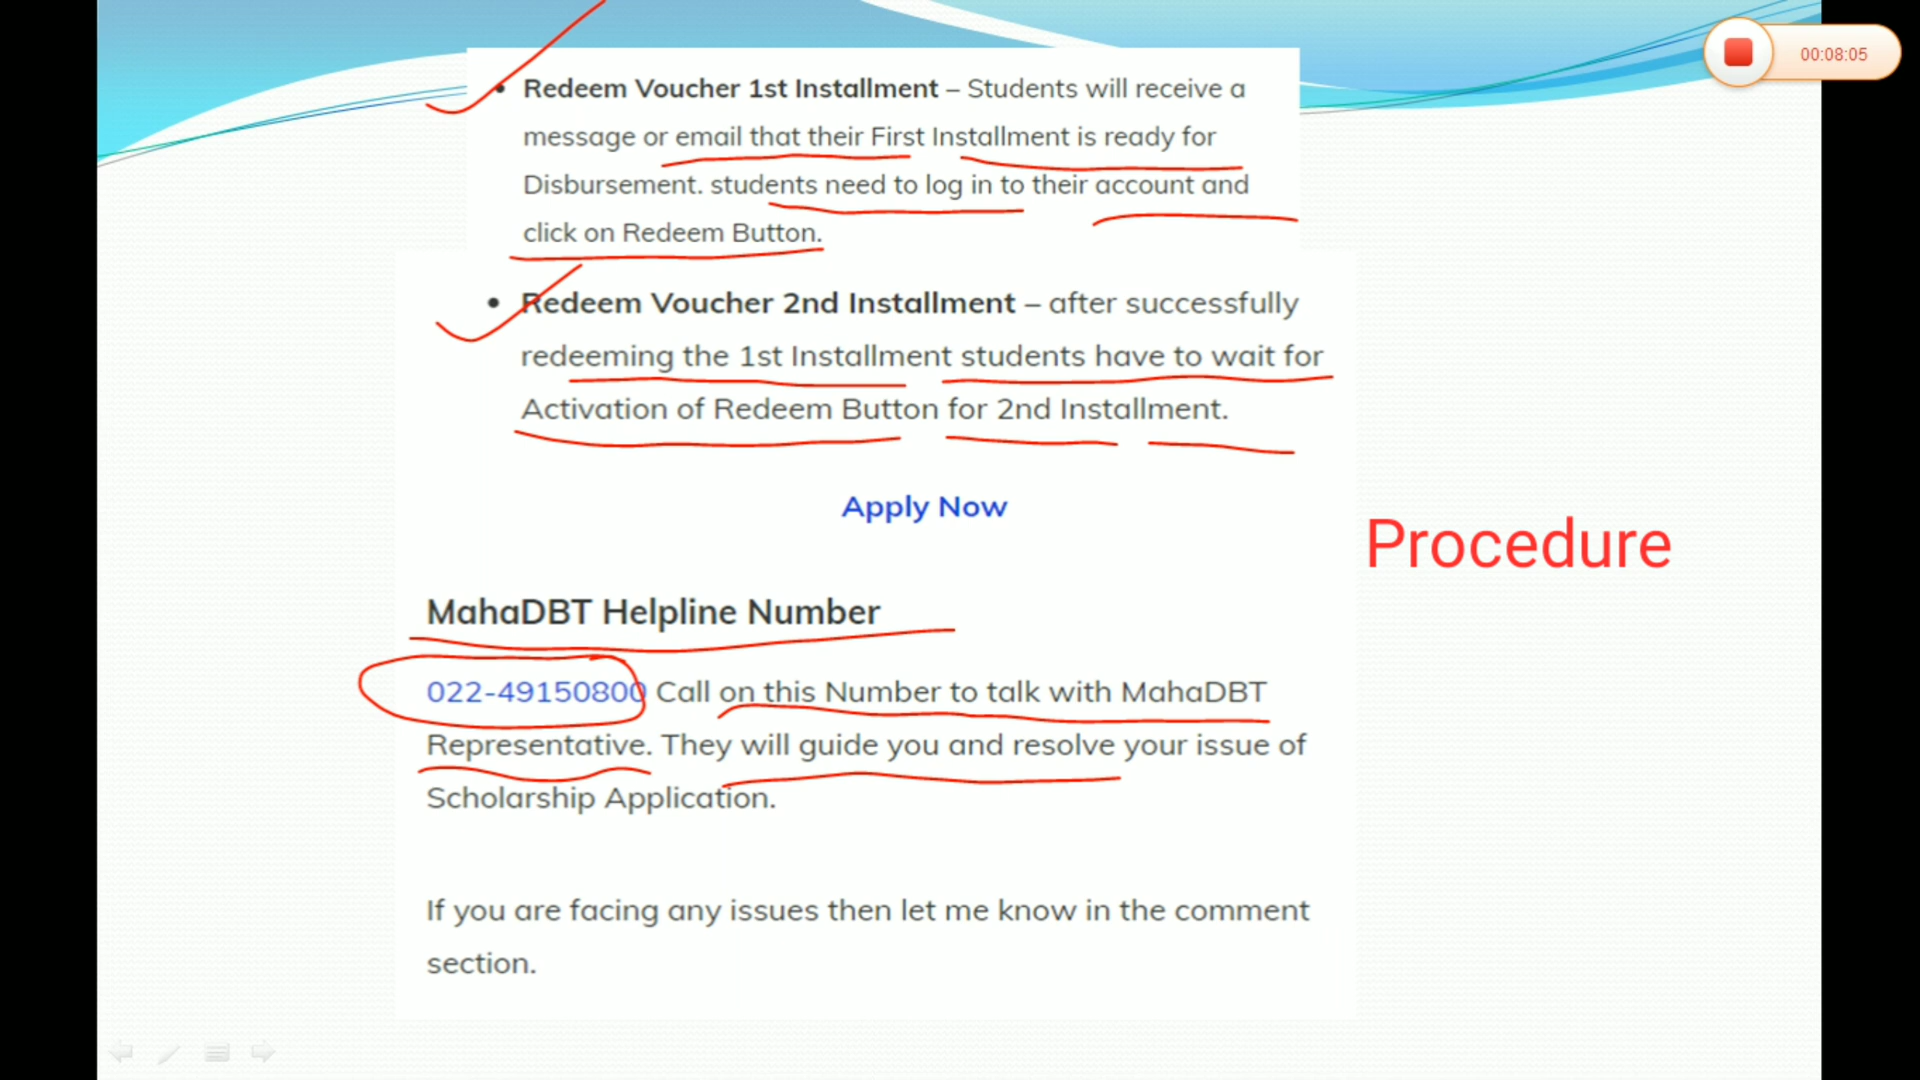 00:08:05
• Redeem Voucher 1st Installment – Students will receive a
message or email that their First Installment is ready for
Disbursement. students need to log in to their account and
click on Redeem Button.
• Redeem Voucher 2nd Installment – after successfully
redeeming the 1st Installment students have to wait for
Activation of Redeem Button for 2nd Installment.
Apply Now
Procedure
MahaDBT Helpline Number
022-49150800 Call on this Number to talk with MahaDBT
Representative. They will guide you and resolve your issue of
Scholarship Application.
If you are facing any issues then let me know in the comment
section.